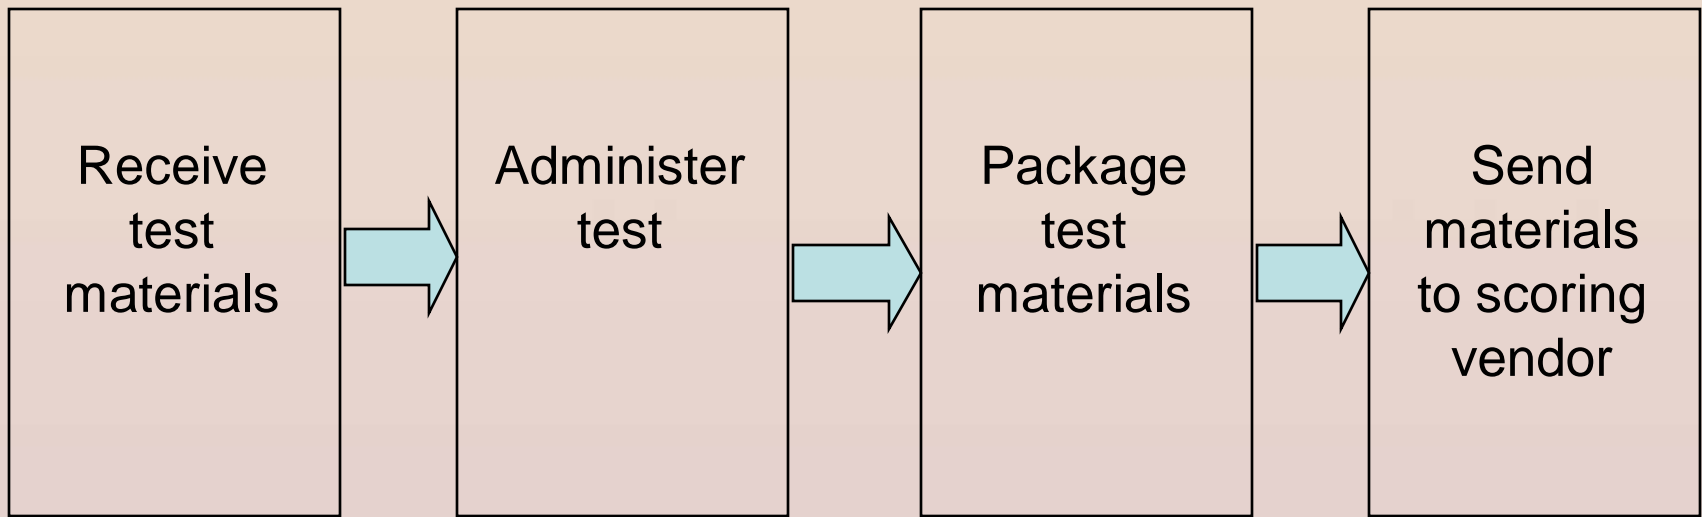 Receive
test
materials
Administer
test
Package
test
materials
Send
materials
to scoring
vendor